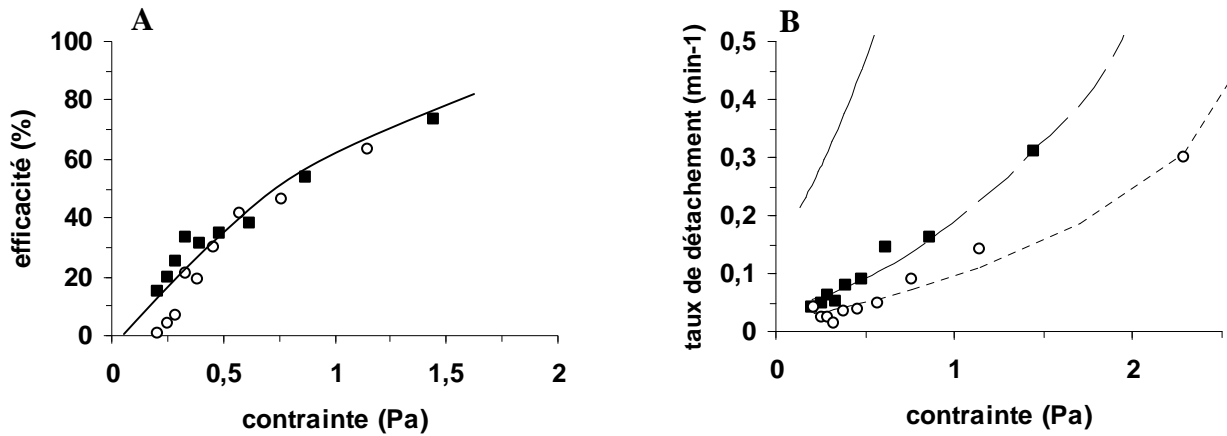 A
100
80
60
40
20
0
efficacité (%)
0 0,5 1 1,5 2
contrainte (Pa)
B
0,5
0,4
0,3
0,2
0,1
0
taux de détachement (min-1)
0 1 2
contrainte (Pa)